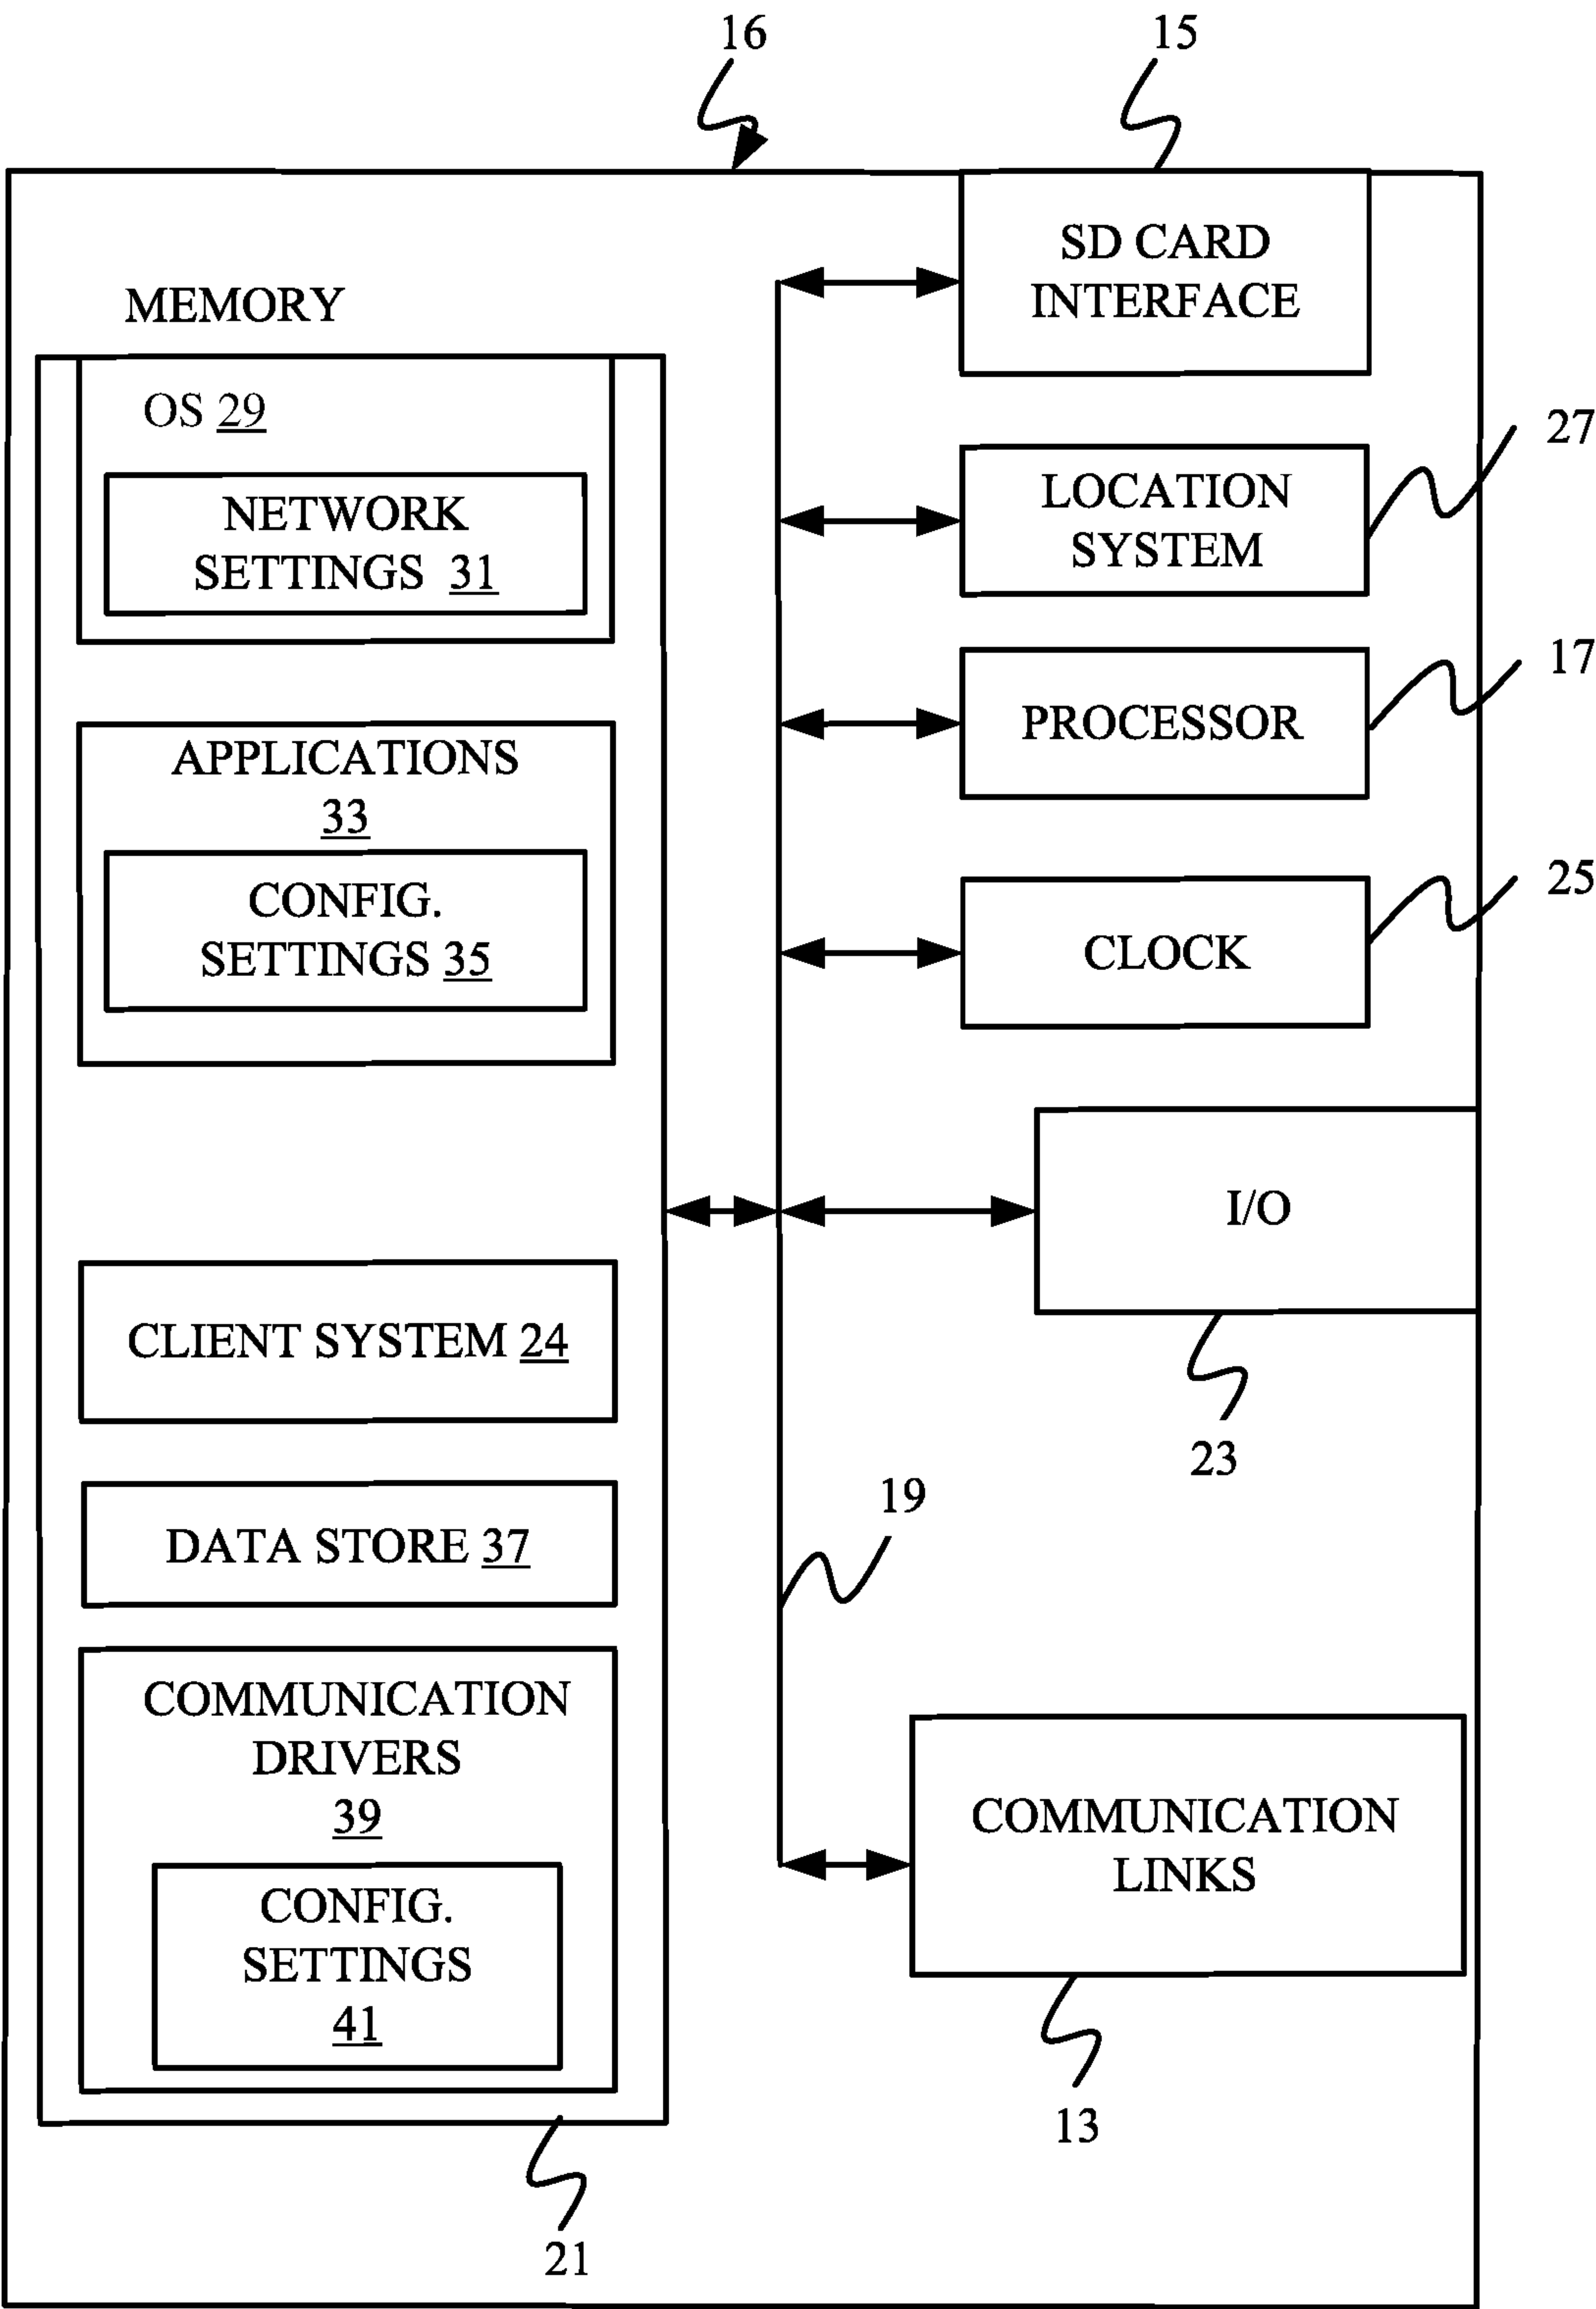 16
15
MEMORY
OS 29
NETWORK
SETTINGS 31
APPLICATIONS
33
CONFIG.
SETTINGS 35
CLIENT SYSTEM 24
DATA STORE 37
COMMUNICATION
DRIVERS
39
CONFIG.
SETTINGS
41
21
SD CARD
INTERFACE
LOCATION
SYSTEM
27
PROCESSOR
17
CLOCK
25
I/O
23
19
COMMUNICATION
LINKS
13